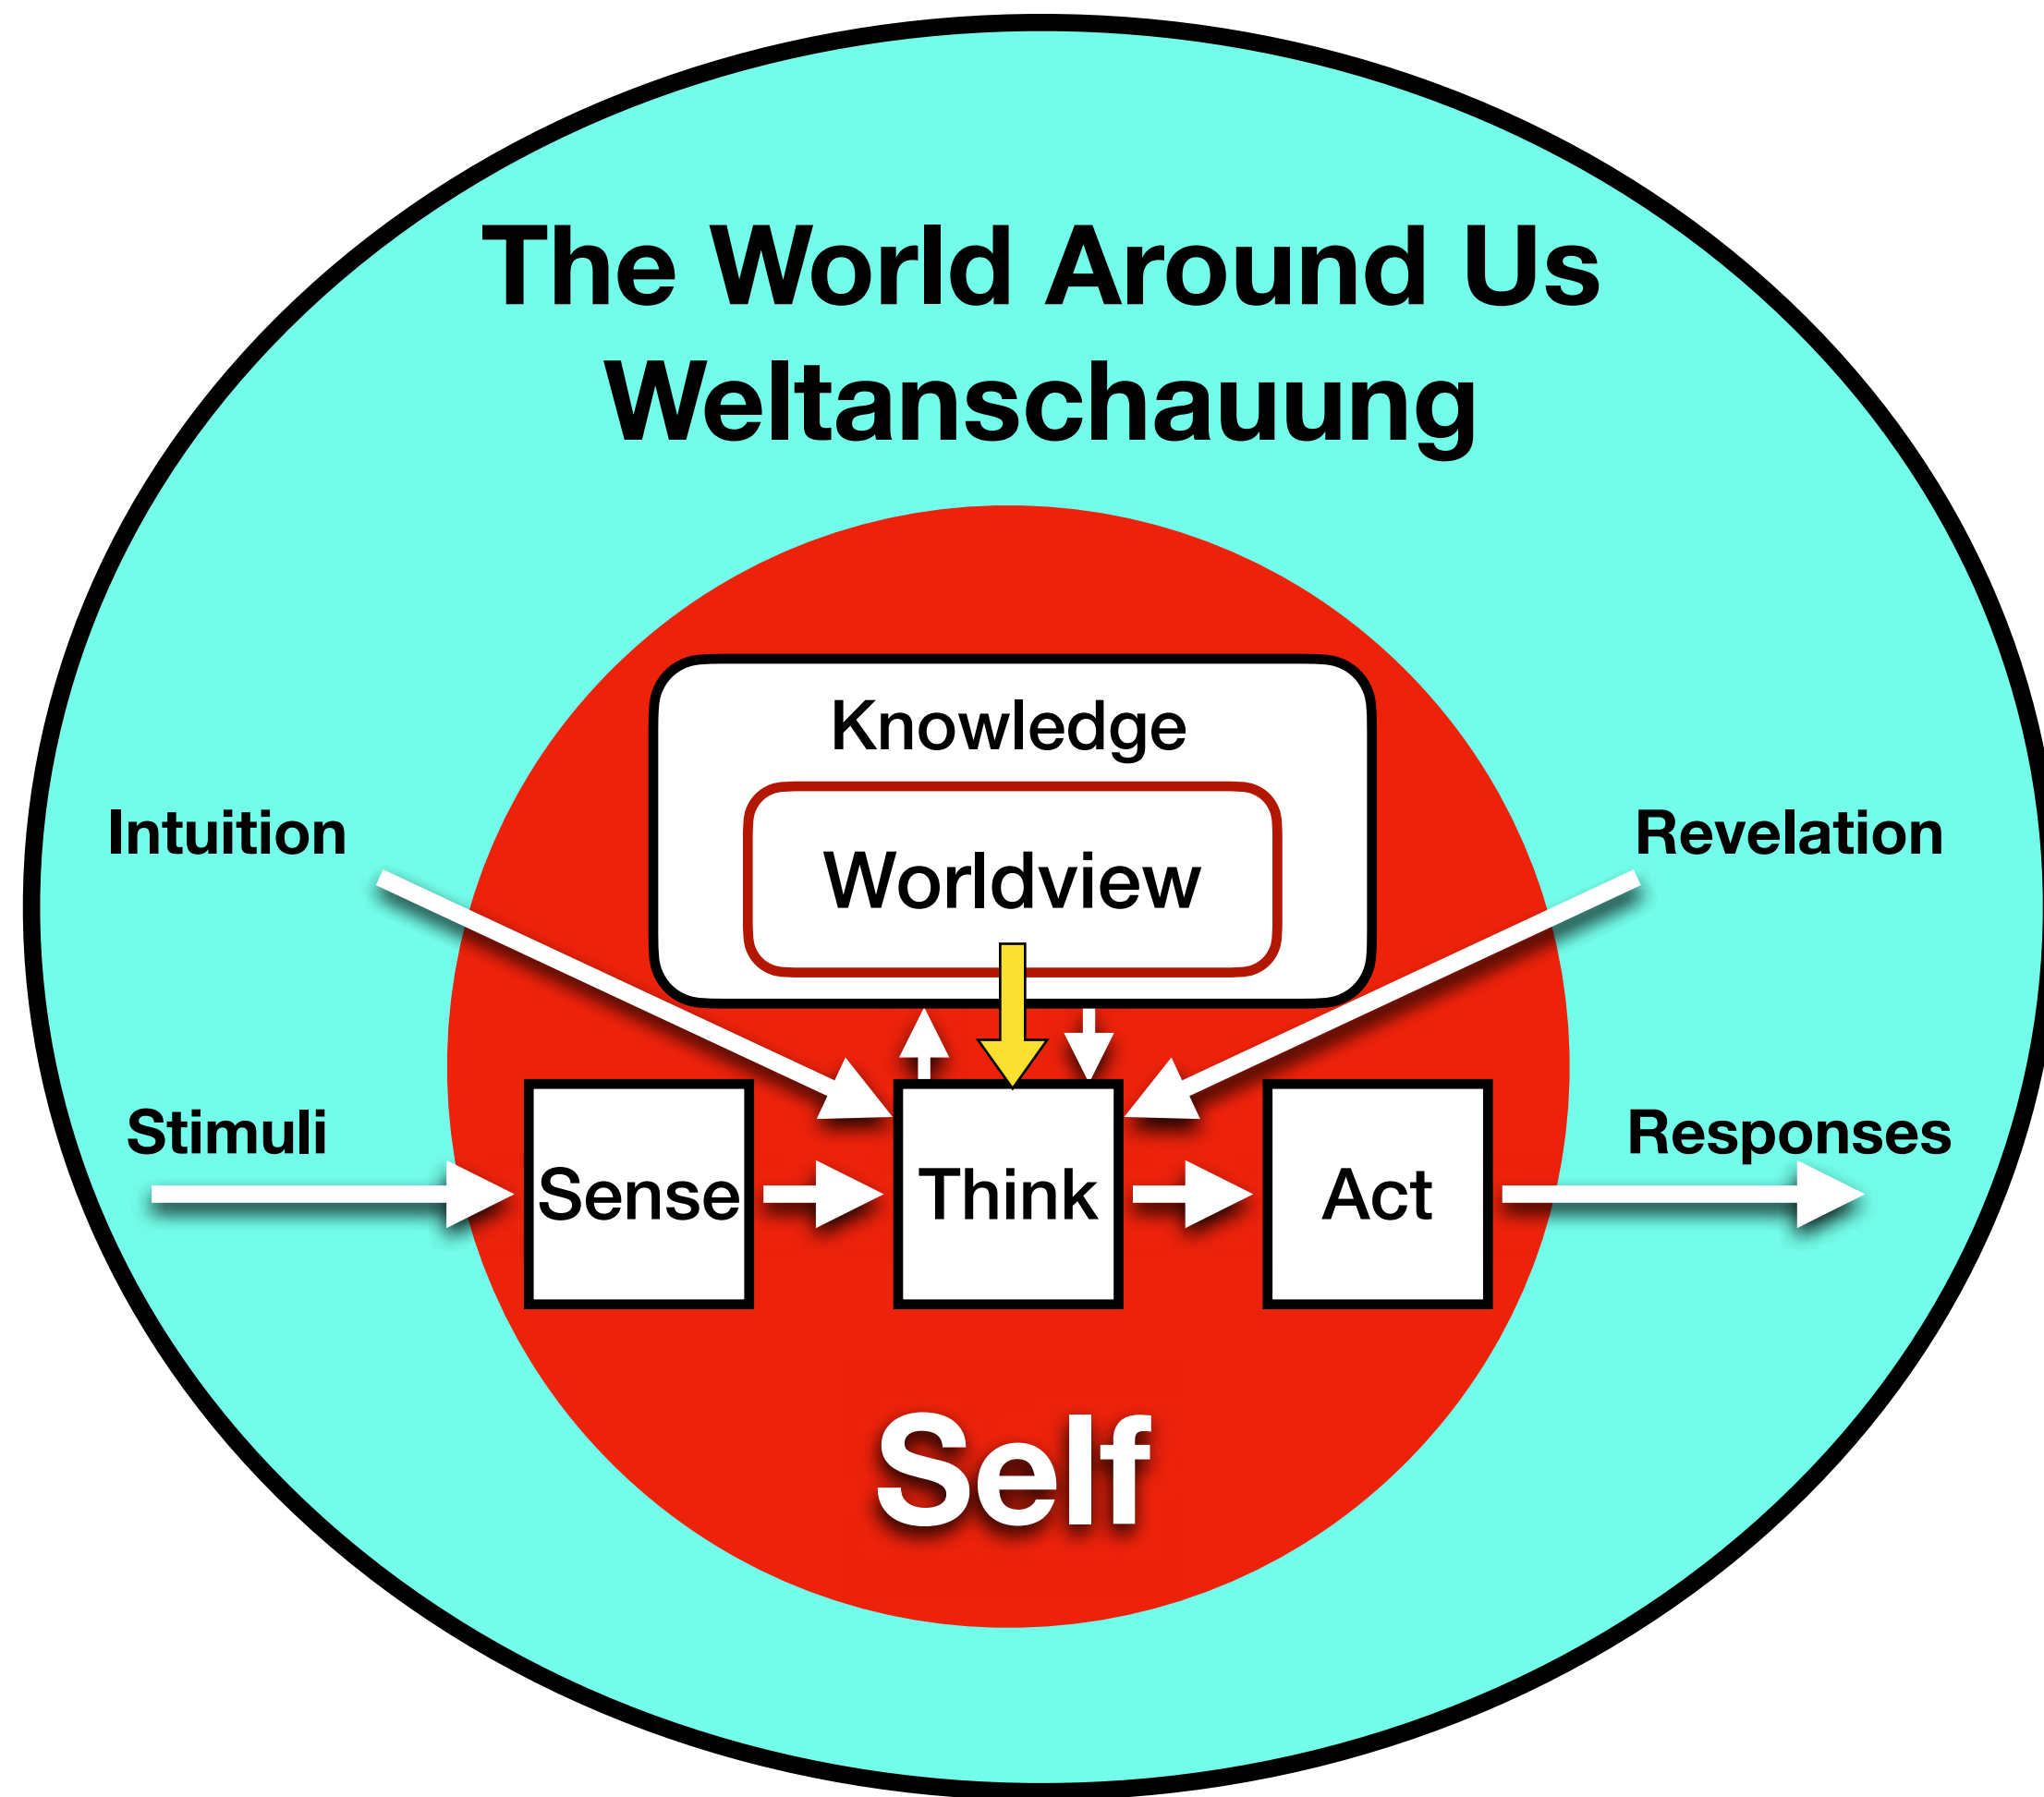 The World Around Us
Weltanschauung
Knowledge
Intuition
Worldview
Revelation
Stimuli
Responses
Sense
Think
Act
Self